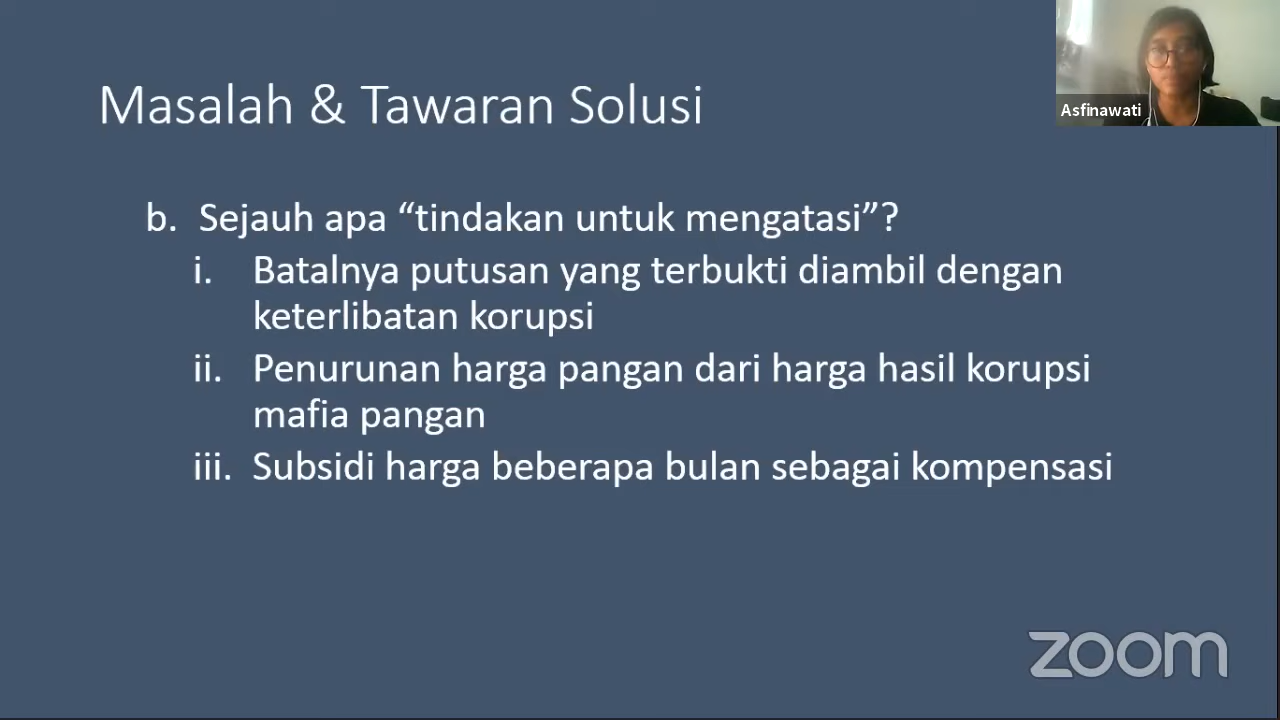 Masalah & Tawaran Solusi
Asfinawati
b. Sejauh apa “tindakan untuk mengatasi”?
i. Batalnya putusan yang terbukti diambil dengan
keterlibatan korupsi
ii. Penurunan harga pangan dari harga hasil korupsi
mafia pangan
iii. Subsidi harga beberapa bulan sebagai kompensasi
zoom